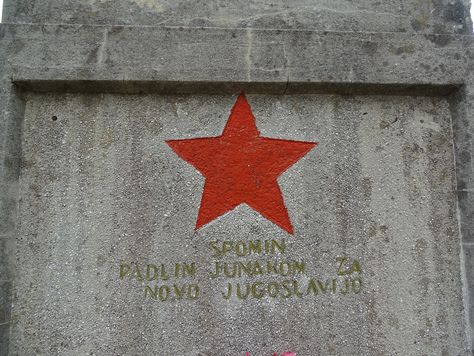 SPOMIN
PADLIM JUNAKOM ZA
NOVO JUGOSLAVIJO